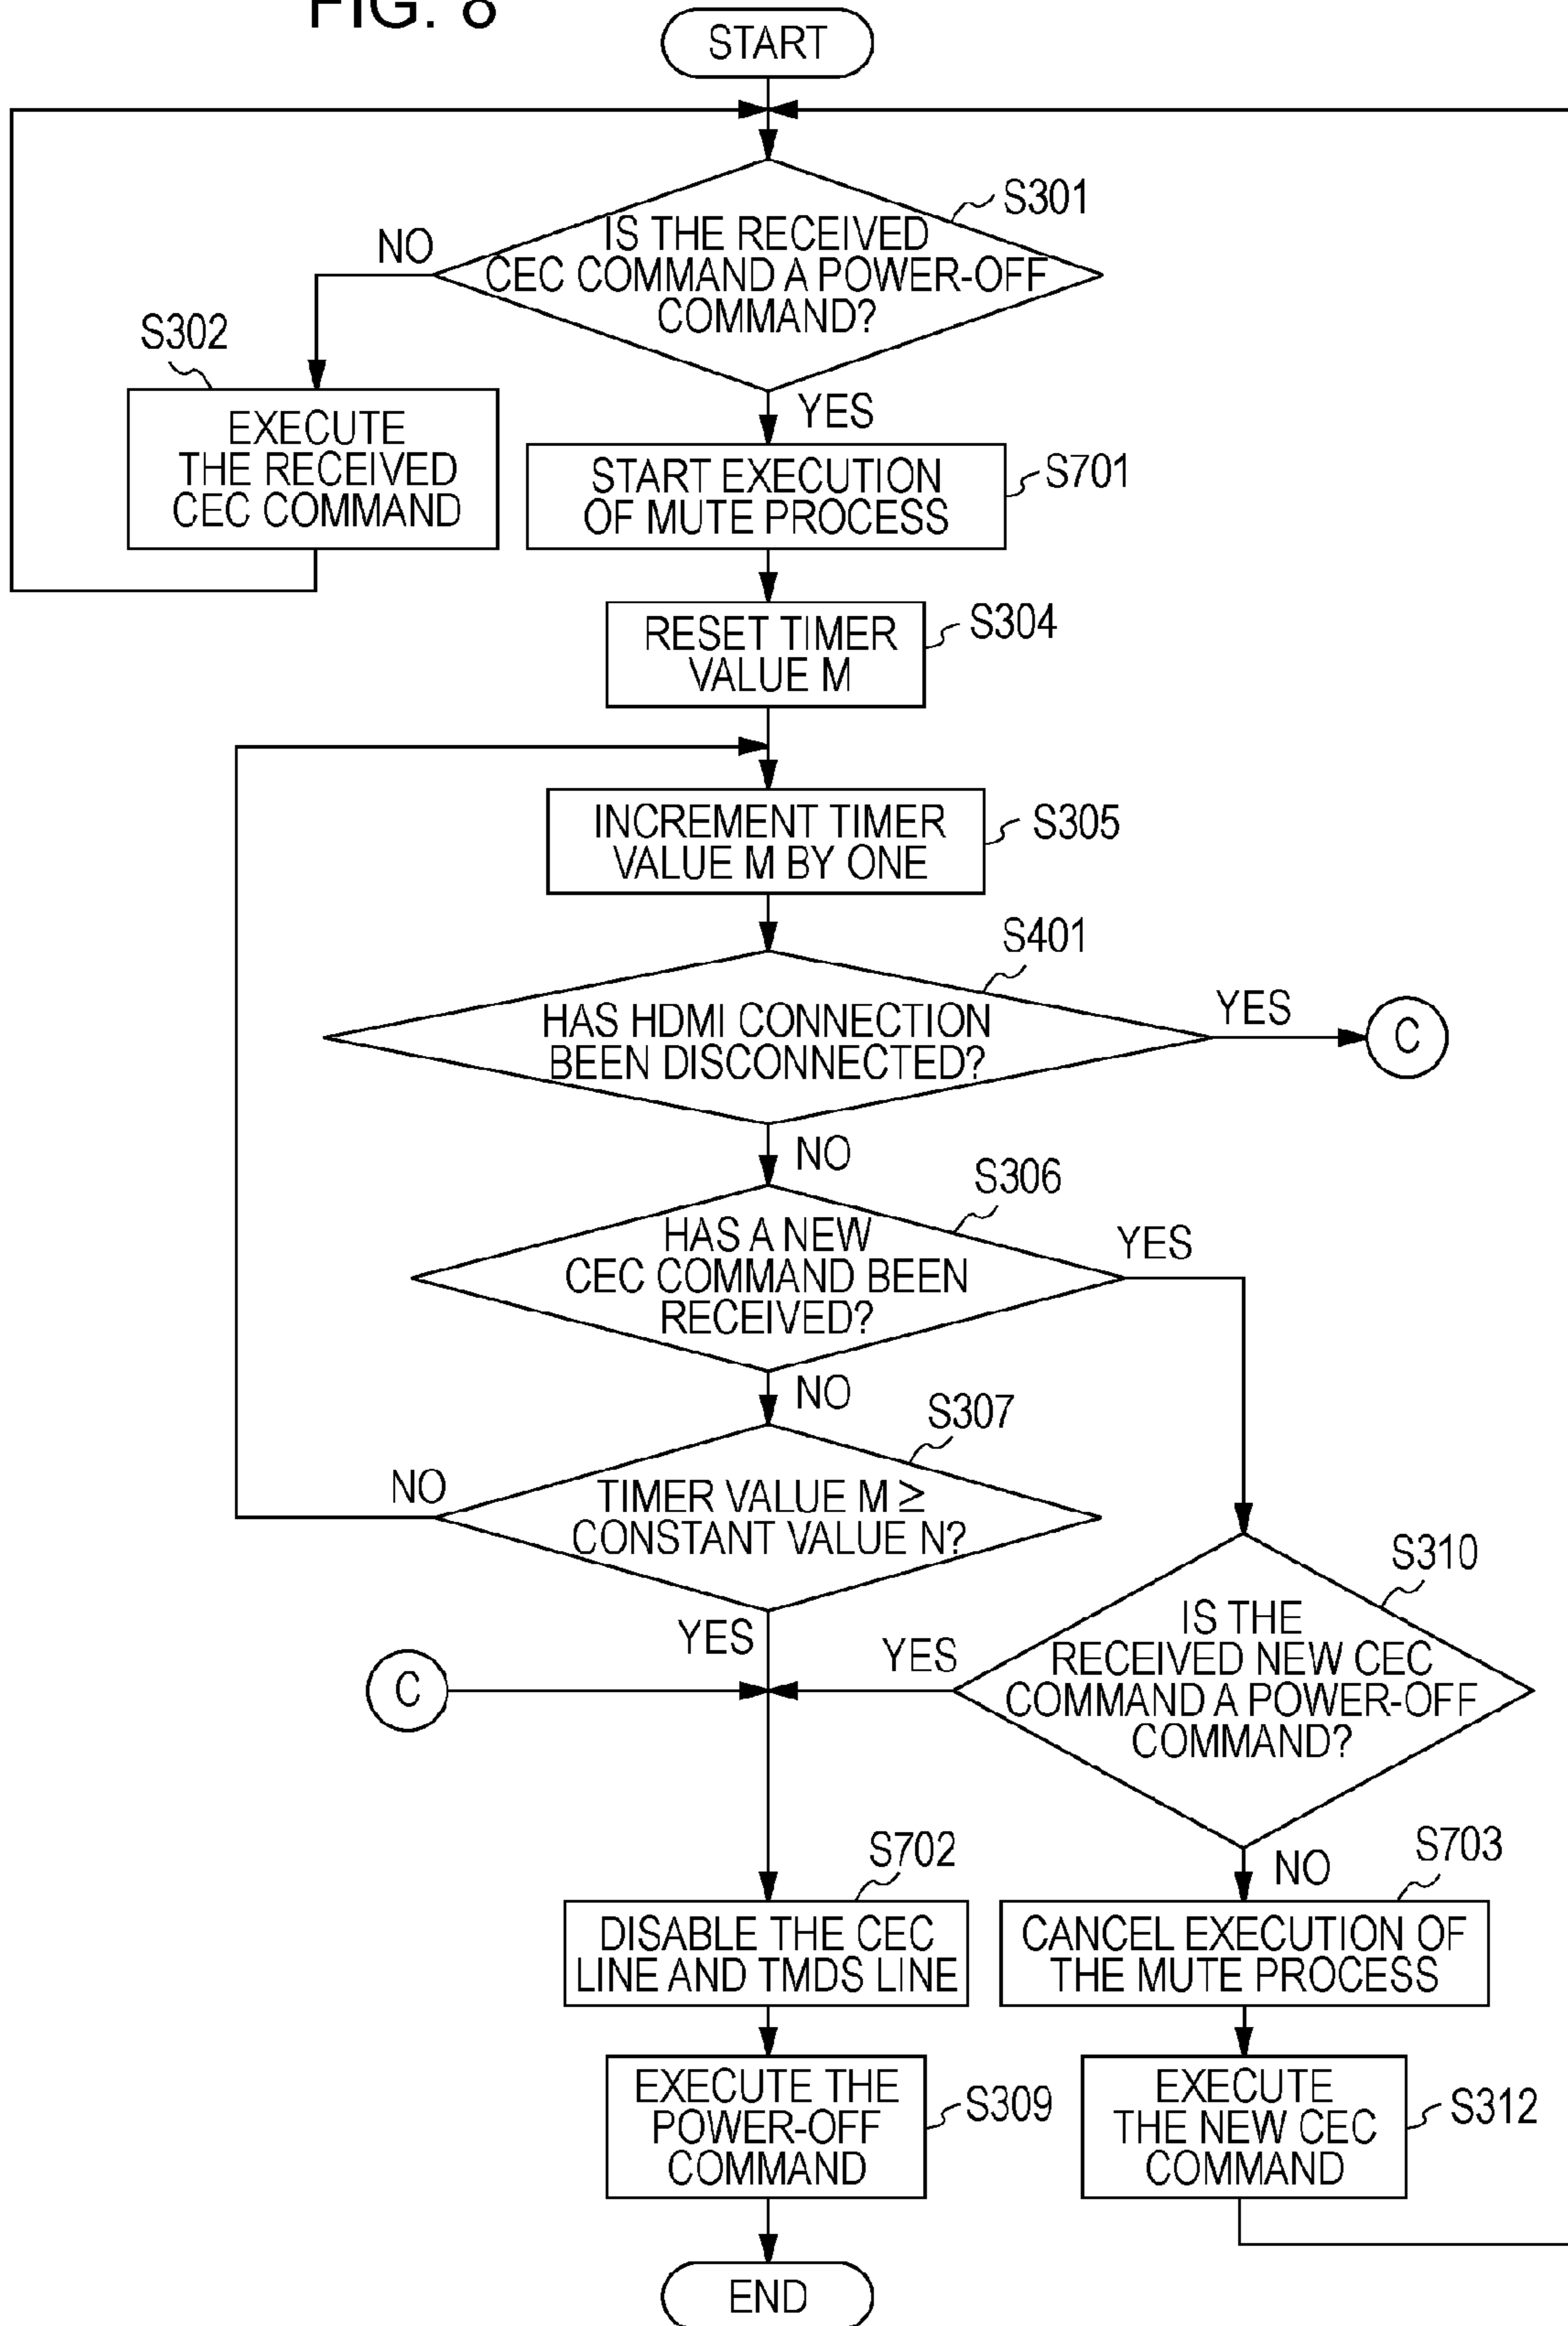 FIG. 8
START
S301
IS THE RECEIVED
CEC COMMAND A POWER-OFF
COMMAND?
NO
S302
EXECUTE
THE RECEIVED
CEC COMMAND
YES
START EXECUTION
OF MUTE PROCESS
S701
RESET TIMER
VALUE M
S304
INCREMENT TIMER
VALUE M BY ONE
S305
S401
HAS HDMI CONNECTION
BEEN DISCONNECTED?
YES
C
NO
S306
HAS A NEW
CEC COMMAND BEEN
RECEIVED?
YES
NO
S307
TIMER VALUE M ≥
CONSTANT VALUE N?
NO
YES
C
S310
IS THE
RECEIVED NEW CEC
COMMAND A POWER-OFF
COMMAND?
YES
NO
S702
DISABLE THE CEC
LINE AND TMDS LINE
S703
CANCEL EXECUTION OF
THE MUTE PROCESS
EXECUTE THE
POWER-OFF
COMMAND
S309
EXECUTE
THE NEW CEC
COMMAND
S312
END